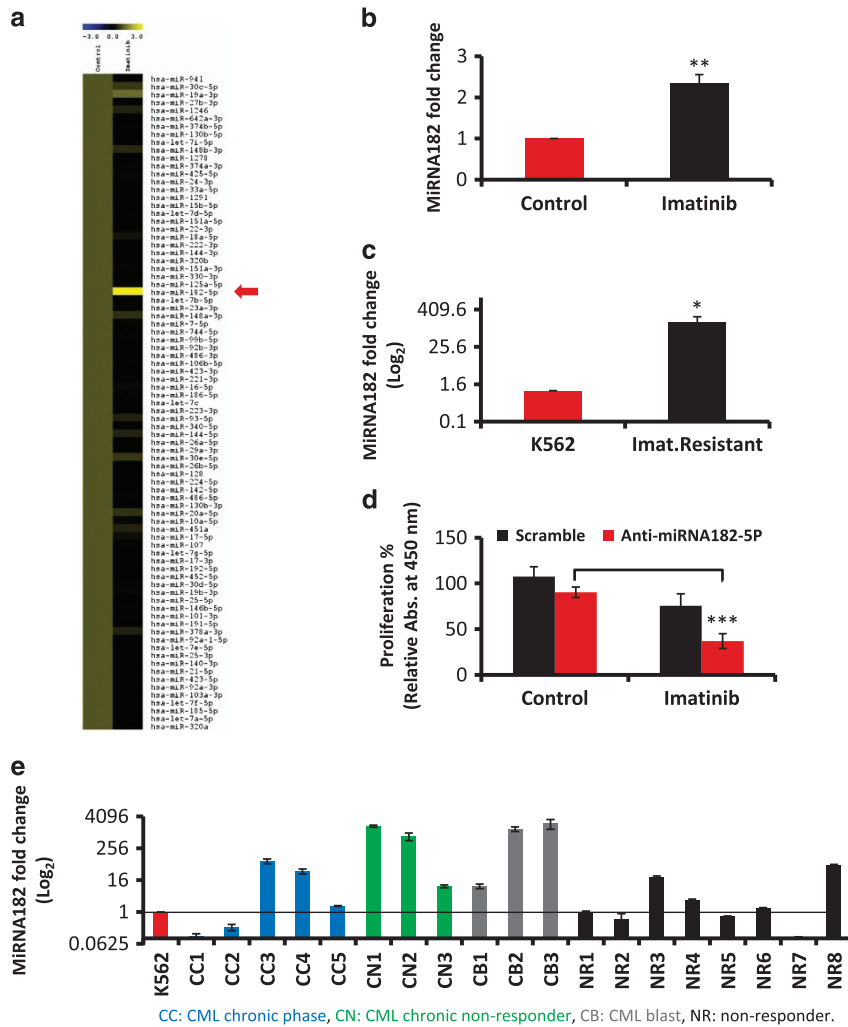 a
-3.0 0.0 3.0
Control
Imatinib
hsa-miR-941
hsa-miR-30c-5p
hsa-miR-19a-3p
hsa-miR-27b-3p
hsa-miR-1246
hsa-miR-642a-3p
hsa-miR-374b-5p
hsa-miR-130b-5p
hsa-let-7i-5p
hsa-miR-148b-3p
hsa-miR-1278
hsa-miR-374a-3p
hsa-miR-425-5p
hsa-miR-24-3p
hsa-miR-33a-5p
hsa-miR-1291
hsa-miR-15b-5p
hsa-let-7d-5p
hsa-miR-151a-5p
hsa-miR-22-3p
hsa-miR-18a-5p
hsa-miR-222-3p
hsa-miR-144-3p
hsa-miR-320b
hsa-miR-151a-3p
hsa-miR-330-3p
hsa-miR-125a-5p
hsa-miR-182-5p
hsa-let-7b-5p
hsa-miR-23a-3p
hsa-miR-148a-3p
hsa-miR-7-5p
hsa-miR-744-5p
hsa-miR-99b-5p
hsa-miR-92b-3p
hsa-miR-486-3p
hsa-miR-106b-5p
hsa-miR-423-3p
hsa-miR-221-3p
hsa-miR-16-5p
hsa-miR-186-5p
hsa-let-7c
hsa-miR-223-3p
hsa-miR-93-5p
hsa-miR-340-5p
hsa-miR-144-5p
hsa-miR-26a-5p
hsa-miR-29a-3p
hsa-miR-30e-5p
hsa-miR-26b-5p
hsa-miR-128
hsa-miR-224-5p
hsa-miR-142-5p
hsa-miR-486-5p
hsa-miR-130b-3p
hsa-miR-20a-5p
hsa-miR-10a-5p
hsa-miR-451a
hsa-miR-17-5p
hsa-miR-107
hsa-let-7g-5p
hsa-miR-17-3p
hsa-miR-192-5p
hsa-miR-452-5p
hsa-miR-30d-5p
hsa-miR-19b-3p
hsa-miR-25-5p
hsa-miR-146b-5p
hsa-miR-101-3p
hsa-miR-191-5p
hsa-miR-378a-3p
hsa-miR-92a-1-5p
hsa-let-7e-5p
hsa-miR-25-3p
hsa-miR-140-3p
hsa-miR-21-5p
hsa-miR-423-5p
hsa-miR-92a-3p
hsa-miR-103a-3p
hsa-let-7f-5p
hsa-miR-185-5p
hsa-let-7a-5p
hsa-miR-320a
b
MiRNA182 fold change
3
2
1
0
**
Control Imatinib
c
MiRNA182 fold change
(Log2)
409.6
25.6
1.6
0.1
*
K562 Imat.Resistant
d
Proliferation %
(Relative Abs. at 450 nm)
150
100
50
0
Scramble Anti-miRNA182-5P
***
Control Imatinib
e
MiRNA182 fold change
(Log2)
4096
256
16
1
0.0625
K562 CC1 CC2 CC3 CC4 CC5 CN1 CN2 CN3 CB1 CB2 CB3 NR1 NR2 NR3 NR4 NR5 NR6 NR7 NR8
CC: CML chronic phase, CN: CML chronic non-responder, CB: CML blast, NR: non-responder.